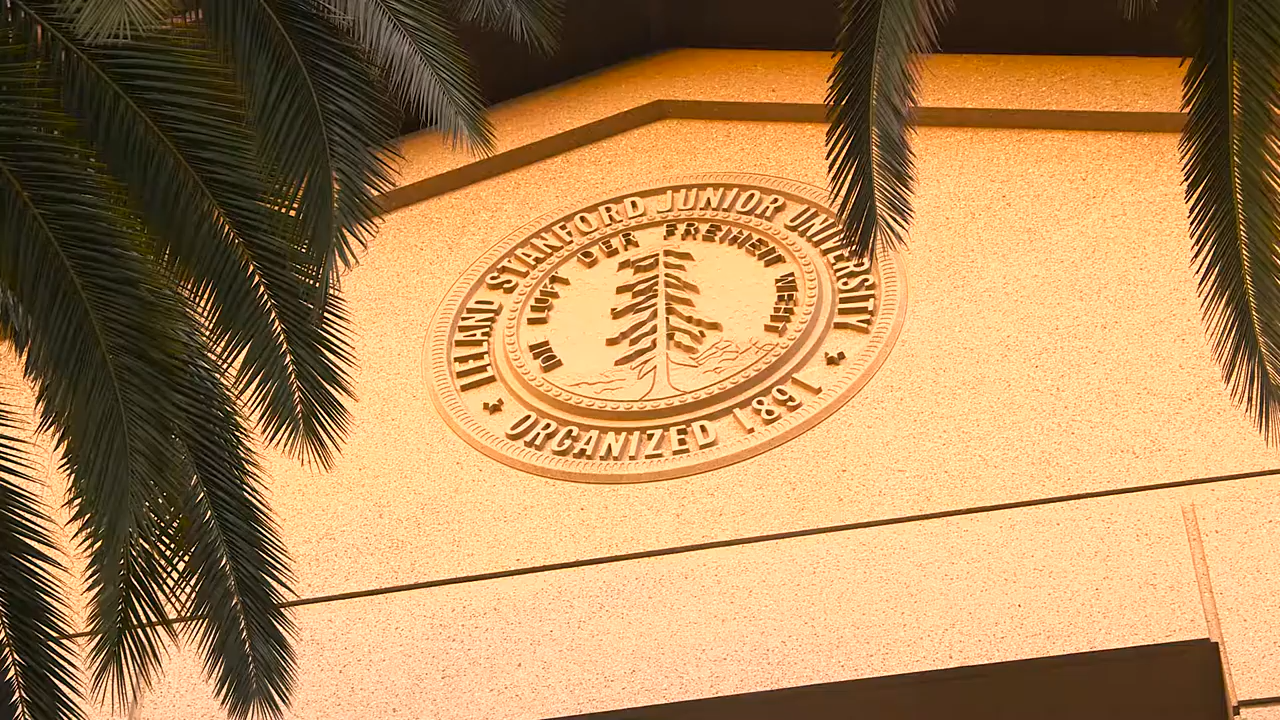 LELAND STANFORD JUNIOR UNIVERSITY
DIE LUFT DER FREIHEIT WEHT
ORGANIZED 1891